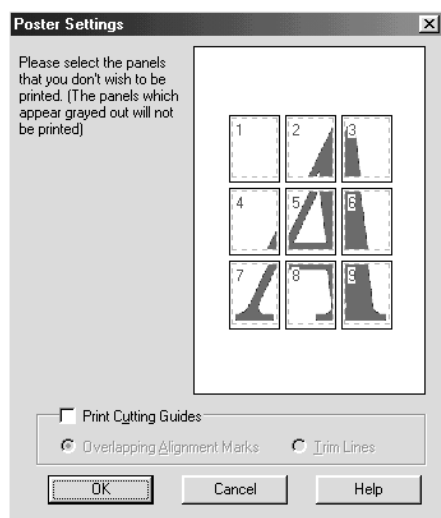 Poster Settings
Please select the panels
that you don't wish to be
printed. (The panels which
appear grayed out will not
be printed)
1 2 3
4 5 6
7 8 9
Print Cutting Guides
Overlapping Alignment Marks Trim Lines
OK Cancel Help